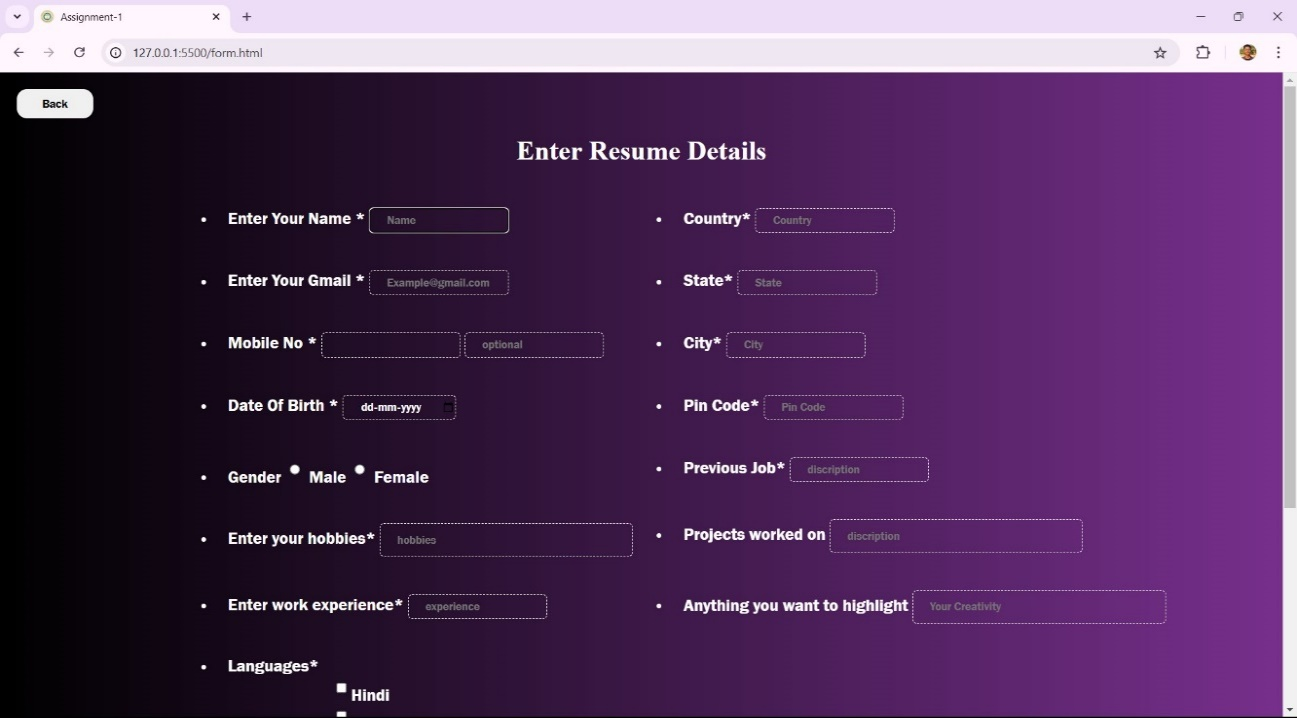 Assignment-1
127.0.0.1:5500/form.html
Back
Enter Resume Details
Enter Your Name * Name
Enter Your Gmail * Example@gmail.com
Mobile No * optional
Date Of Birth * dd-mm-yyyy
Gender Male Female
Enter your hobbies* hobbies
Enter work experience* experience
Languages*
Hindi
Country* Country
State* State
City* City
Pin Code* Pin Code
Previous Job* discription
Projects worked on discription
Anything you want to highlight Your Creativity